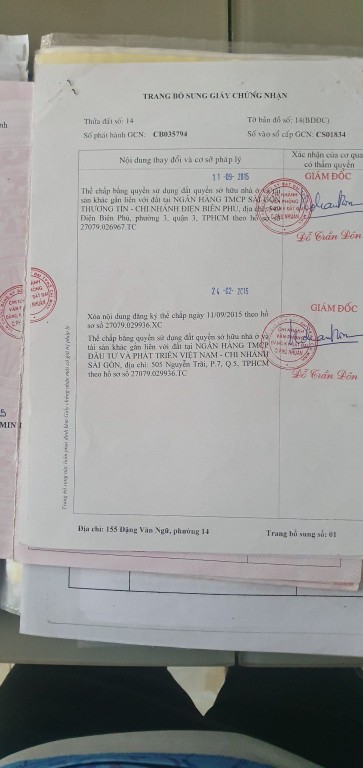 TRANG BỔ SUNG GIẤY CHỨNG NHẬN
Thửa đất số: 14
Tờ bản đồ số: 14(BĐĐC)
Số phát hành GCN: CB035794
Số vào sổ cấp GCN: CS01834
Nội dung thay đổi và cơ sở pháp lý
Xác nhận của cơ qua
có thẩm quyền
11-09-2015
GIÁM ĐỐC
Thế chấp bằng quyền sử dụng đất quyền sở hữu nhà ở và tài
sản khác gắn liền với đất tại NGÂN HÀNG TMCP SÀI GÒN
THƯƠNG TÍN - CHI NHÁNH ĐIỆN BIÊN PHỦ, địa chỉ:
Điện Biên Phủ, phường 3, quận 3, TPHCM theo hồ sơ số
27079.026967.TC
Đỗ Trần Đôn
24-02-2015
GIÁM ĐỐC
Xóa nội dung đăng ký thế chấp ngày 11/09/2015 theo hồ
sơ số 27079.029936.XC
Thế chấp bằng quyền sử dụng đất quyền sở hữu nhà ở và
tài sản khác gắn liền với đất tại NGÂN HÀNG TMCP
ĐẦU TƯ VÀ PHÁT TRIỂN VIỆT NAM - CHI NHÁNH
SÀI GÒN, địa chỉ: 505 Nguyễn Trãi, P.7, Q.5, TPHCM
theo hồ sơ số 27079.029936.TC
Đỗ Trần Đôn
Địa chỉ: 155 Đặng Văn Ngữ, phường 14
Trang bổ sung số: 01